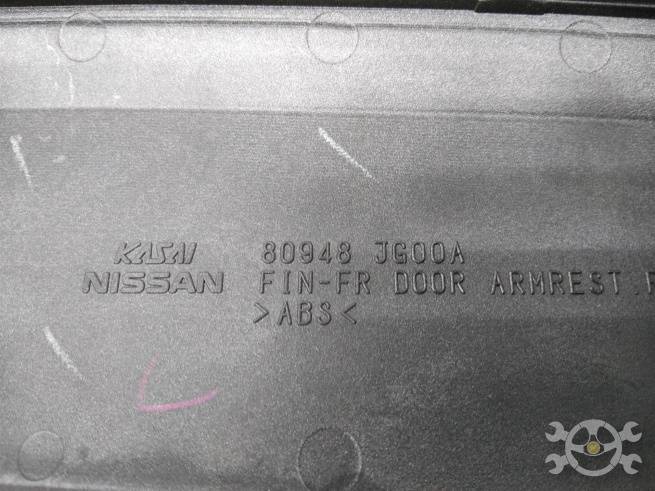 KASAI 80948 JG00A
NISSAN FIN-FR DOOR ARMREST.
>ABS<